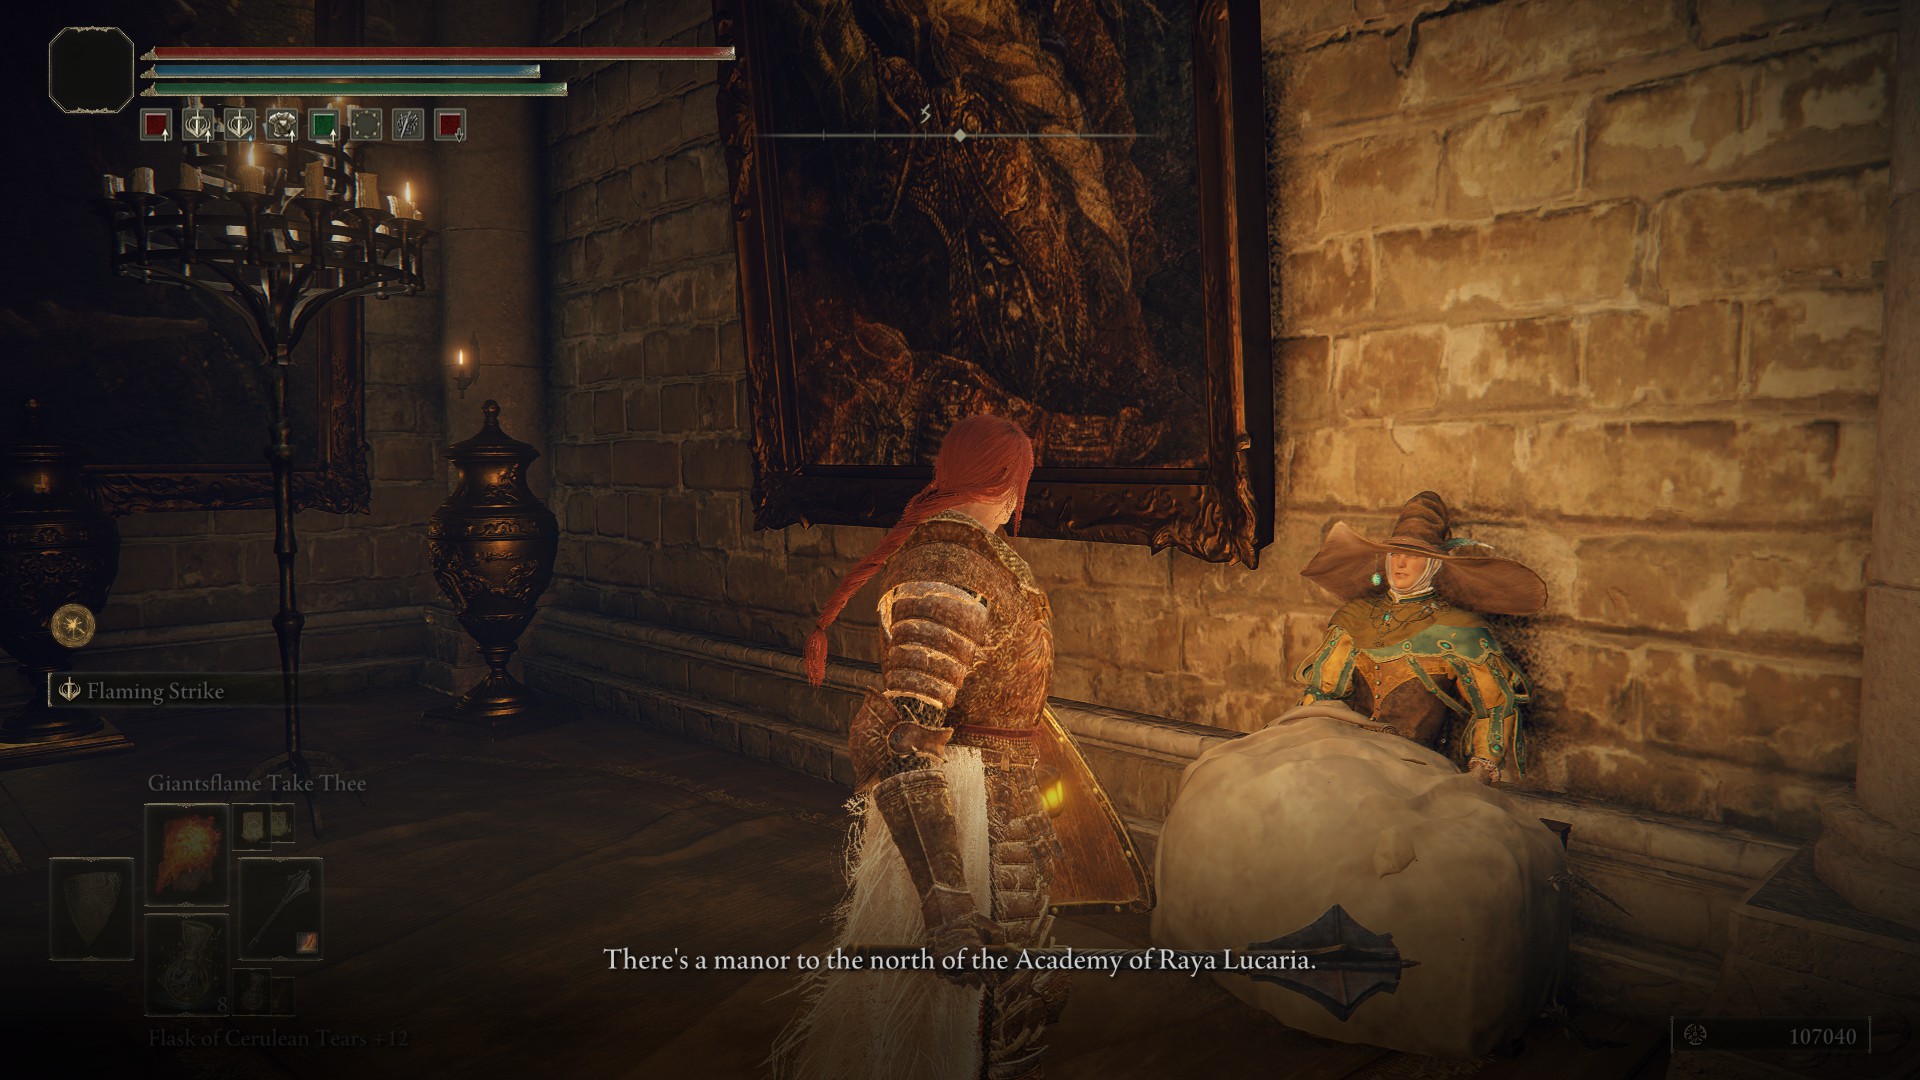 Flaming Strike
Giantsflame Take Thee
8
There's a manor to the north of the Academy of Raya Lucaria.
Flask of Cerulean Tears +12
107040